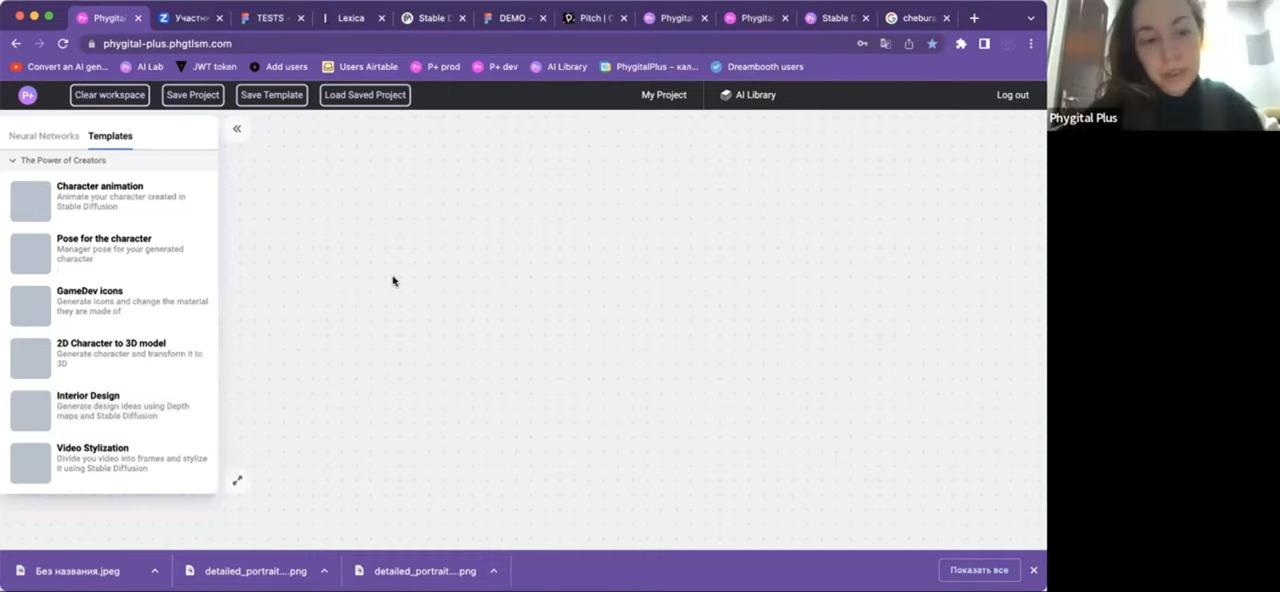 Phygital
Участн
TESTS -
Lexica
Stable D
DEMO –
Pitch | C
Phygital
Phygital
Stable D
cheburs
phygital-plus.phgtlsm.com
Convert an AI gen...
AI Lab
JWT token
Add users
Users Airtable
P+ prod
P+ dev
AI Library
PhygitalPlus – кал...
Dreambooth users
P+
Clear workspace
Save Project
Save Template
Load Saved Project
My Project
AI Library
Log out
Neural Networks
Templates
The Power of Creators
Character animation
Animate your character created in
Stable Diffusion
Pose for the character
Manager pose for your generated
character
GameDev icons
Generate icons and change the material
they are made of
2D Character to 3D model
Generate character and transform it to
3D
Interior Design
Generate design ideas using Depth
maps and Stable Diffusion
Video Stylization
Divide you video into frames and stylize
it using Stable Diffusion
Без названия.jpeg
detailed_portrait....png
detailed_portrait....png
Показать все
Phygital Plus